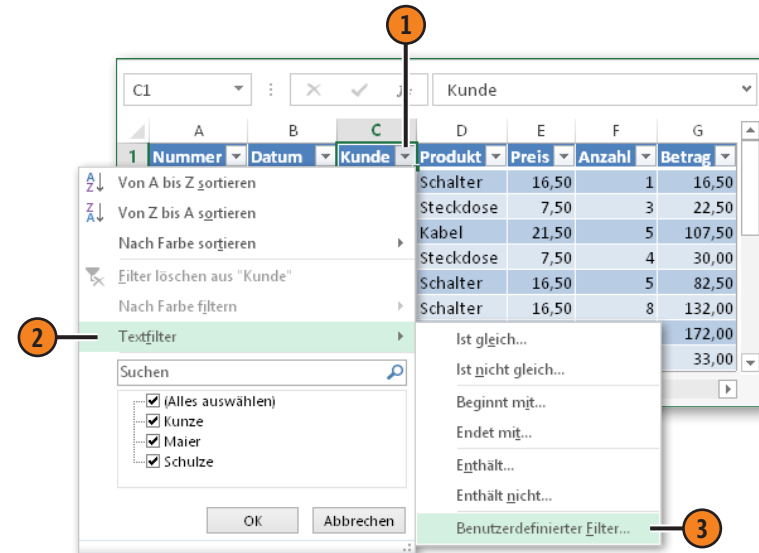 1
C1 Kunde
A B C D E F G
1 Nummer Datum Kunde Produkt Preis Anzahl Betrag
Von A bis Z sortieren
Schalter 16,50 1 16,50
Von Z bis A sortieren
Steckdose 7,50 3 22,50
Nach Farbe sortieren
Kabel 21,50 5 107,50
Filter löschen aus "Kunde"
Steckdose 7,50 4 30,00
Nach Farbe filtern
Schalter 16,50 5 82,50
Schalter 16,50 8 132,00
2
Textfilter
172,00
33,00
Suchen
(Alles auswählen)
Kunze
Maier
Schulze
OK Abbrechen
Ist gleich...
Ist nicht gleich...
Beginnt mit...
Endet mit...
Enthält...
Enthält nicht...
Benutzerdefinierter Filter...
3